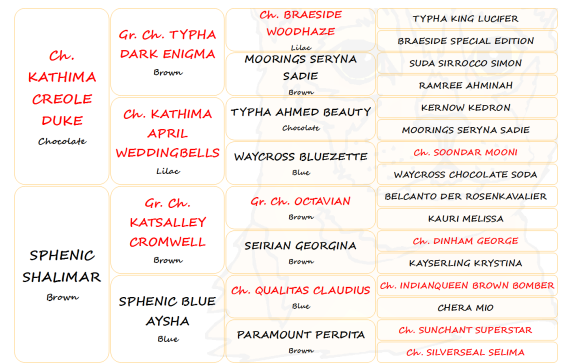 Ch.
KATHIMA
CREOLE
DUKE
Chocolate
SPHENIC
SHALIMAR
Brown
Gr. Ch. TYPHA
DARK ENIGMA
Brown
Ch. KATHIMA
APRIL
WEDDINGBELLS
Lilac
Gr. Ch.
KATSALLEY
CROMWELL
Brown
SPHENIC BLUE
AYSHA
Blue
Ch. BRAESIDE
WOODHAZE
Lilac
MOORINGS SERYNA
SADIE
Brown
TYPHA AHMED BEAUTY
Chocolate
WAYCROSS BLUEZETTE
Blue
Gr. Ch. OCTAVIAN
Brown
SEIRIAN GEORGINA
Brown
Ch. QUALITAS CLAUDIUS
Blue
PARAMOUNT PERDITA
Brown
TYPHA KING LUCIFER
BRAESIDE SPECIAL EDITION
SUDA SIRROCCO SIMON
RAMREE AHMINAH
KERNOW KEDRON
MOORINGS SERYNA SADIE
Ch. SOONDAR MOONI
WAYCROSS CHOCOLATE SODA
BELCANTO DER ROSENKAVALIER
KAURI MELISSA
Ch. DINHAM GEORGE
KAYSERLING KRYSTINA
Ch. INDIANQUEEN BROWN BOMBER
CHERA MIO
Ch. SUNCHANT SUPERSTAR
Ch. SILVERSEAL SELIMA